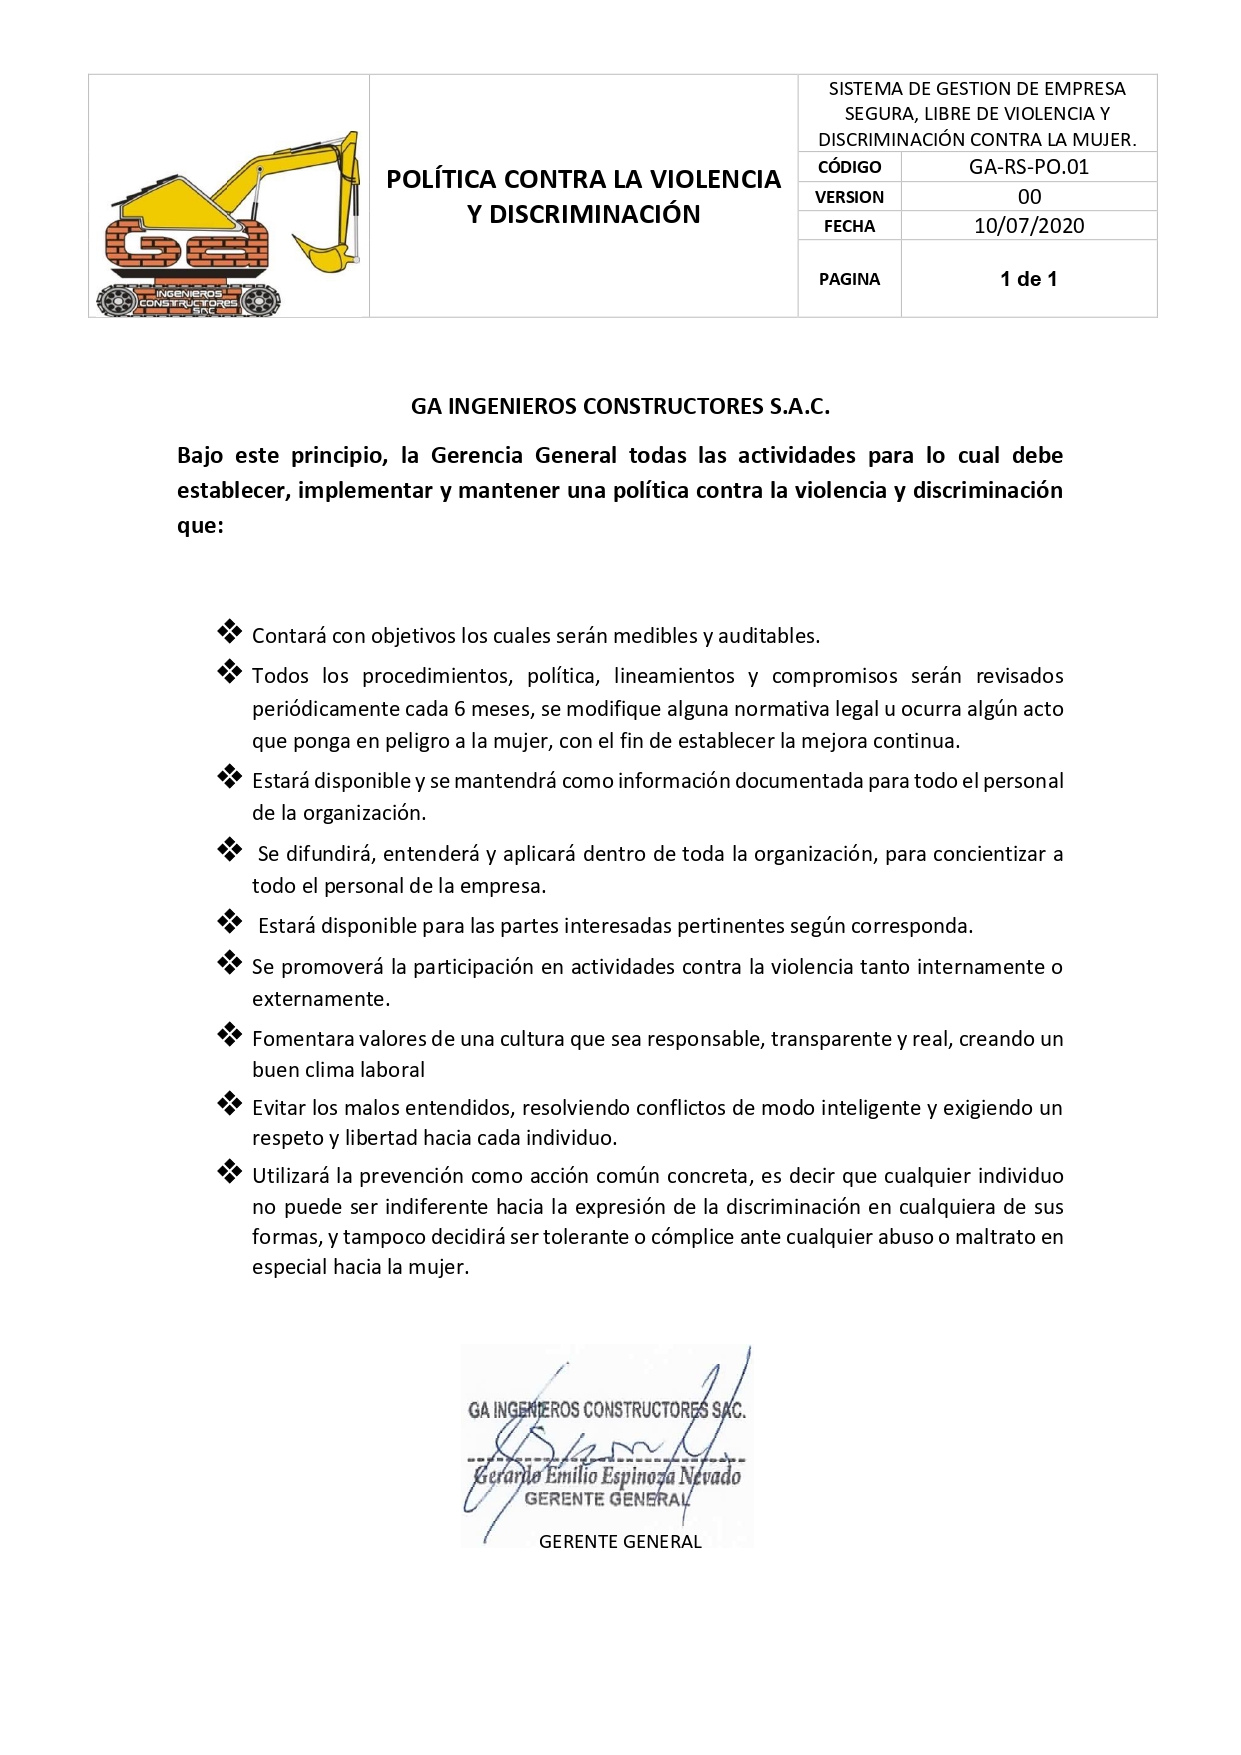 SISTEMA DE GESTION DE EMPRESA
SEGURA, LIBRE DE VIOLENCIA Y
DISCRIMINACIÓN CONTRA LA MUJER.
POLÍTICA CONTRA LA VIOLENCIA
Y DISCRIMINACIÓN
CÓDIGO GA-RS-PO.01
VERSION 00
FECHA 10/07/2020
PAGINA 1 de 1
Ga
INGENIEROS
CONSTRUCTORES
SAC
GA INGENIEROS CONSTRUCTORES S.A.C.
Bajo este principio, la Gerencia General todas las actividades para lo cual debe
establecer, implementar y mantener una política contra la violencia y discriminación
que:
❖ Contará con objetivos los cuales serán medibles y auditables.
❖ Todos los procedimientos, política, lineamientos y compromisos serán revisados
periódicamente cada 6 meses, se modifique alguna normativa legal u ocurra algún acto
que ponga en peligro a la mujer, con el fin de establecer la mejora continua.
❖ Estará disponible y se mantendrá como información documentada para todo el personal
de la organización.
❖ Se difundirá, entenderá y aplicará dentro de toda la organización, para concientizar a
todo el personal de la empresa.
❖ Estará disponible para las partes interesadas pertinentes según corresponda.
❖ Se promoverá la participación en actividades contra la violencia tanto internamente o
externamente.
❖ Fomentara valores de una cultura que sea responsable, transparente y real, creando un
buen clima laboral
❖ Evitar los malos entendidos, resolviendo conflictos de modo inteligente y exigiendo un
respeto y libertad hacia cada individuo.
❖ Utilizará la prevención como acción común concreta, es decir que cualquier individuo
no puede ser indiferente hacia la expresión de la discriminación en cualquiera de sus
formas, y tampoco decidirá ser tolerante o cómplice ante cualquier abuso o maltrato en
especial hacia la mujer.
GA INGENIEROS CONSTRUCTORES SAC.
Gerardo Emilio Espinoza Nevado
GERENTE GENERAL
GERENTE GENERAL